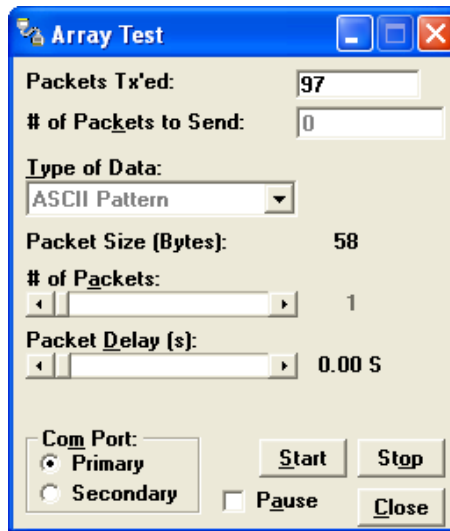 Array Test
Packets Tx'ed: 97
# of Packets to Send: 0
Type of Data:
ASCII Pattern
Packet Size (Bytes): 58
# of Packets:
1
Packet Delay (s):
0.00 S
Com Port:
Primary
Secondary
Start Stop
Pause Close